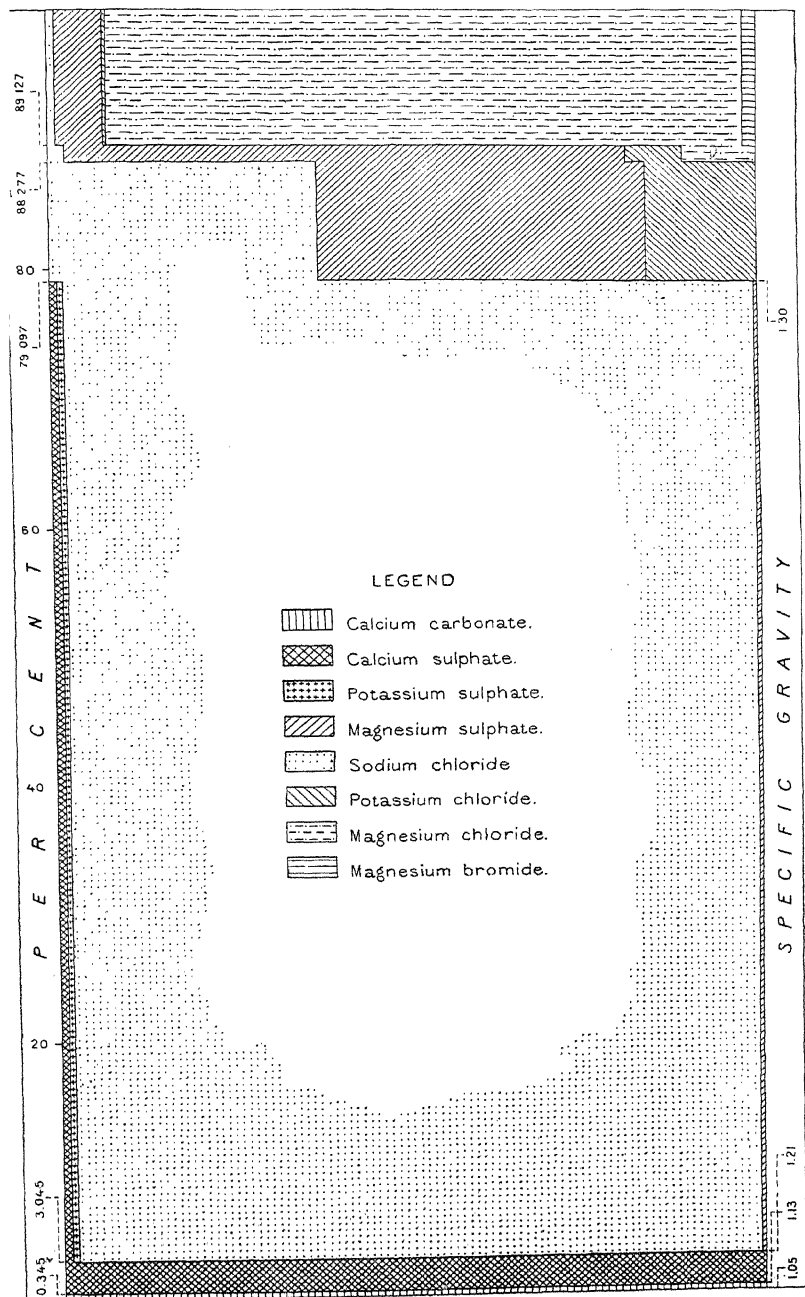 89 127
88 277
80
79 097
60
40
20
3.045
0.345
PER CENT
LEGEND
Calcium carbonate.
Calcium sulphate.
Potassium sulphate.
Magnesium sulphate.
Sodium chloride
Potassium chloride.
Magnesium chloride.
Magnesium bromide.
SPECIFIC GRAVITY
1.30
1.21
1.13
1.05